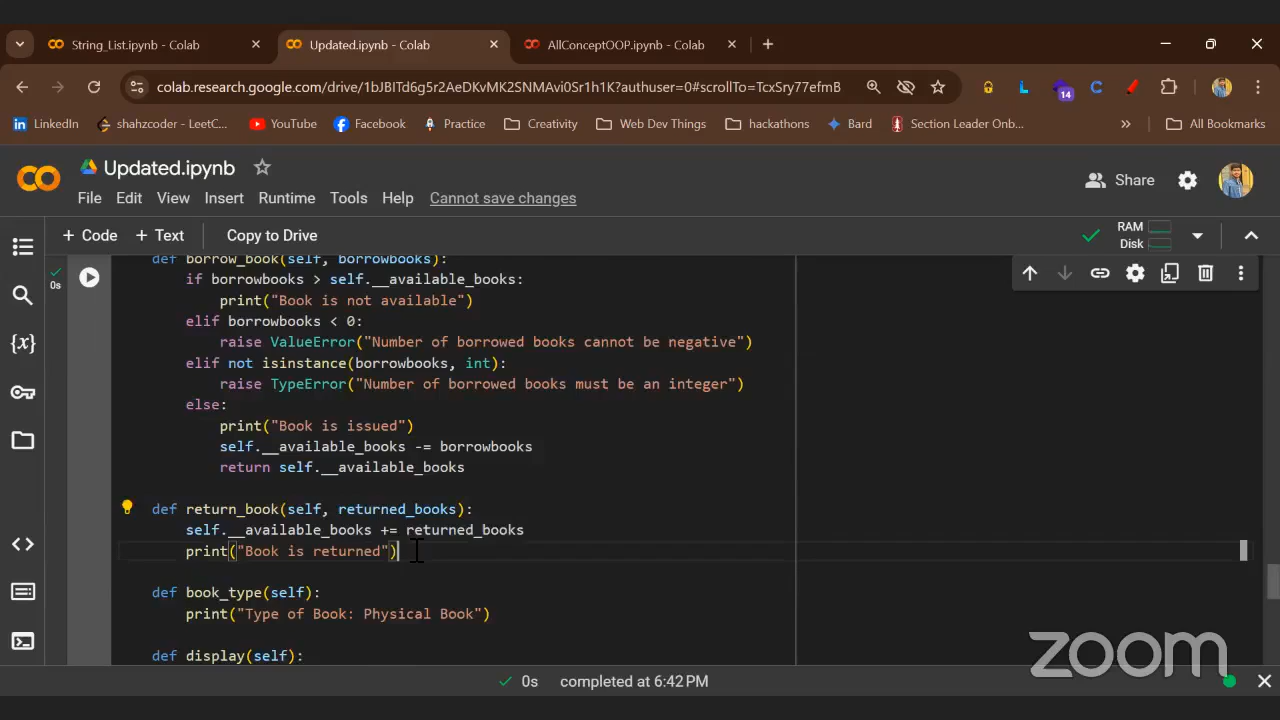 String_List.ipynb - Colab
Updated.ipynb - Colab
AllConceptOOP.ipynb - Colab
colab.research.google.com/drive/1bJBITd6g5r2AeDKvMK2SNMAvi0Sr1h1K?authuser=0#scrollTo=TcxSry77efmB
14
LinkedIn
shahzcoder - LeetC...
YouTube
Facebook
Practice
Creativity
Web Dev Things
hackathons
Bard
Section Leader Onb...
All Bookmarks
Updated.ipynb
Share
File Edit View Insert Runtime Tools Help Cannot save changes
+ Code + Text Copy to Drive
RAM
Disk
0s
def borrow_book(self, borrowbooks):
if borrowbooks > self.__available_books:
print("Book is not available")
elif borrowbooks < 0:
raise ValueError("Number of borrowed books cannot be negative")
elif not isinstance(borrowbooks, int):
raise TypeError("Number of borrowed books must be an integer")
else:
print("Book is issued")
self.__available_books -= borrowbooks
return self.__available_books
def return_book(self, returned_books):
self.__available_books += returned_books
print("Book is returned")
def book_type(self):
print("Type of Book: Physical Book")
def display(self):
zoom
0s completed at 6:42 PM